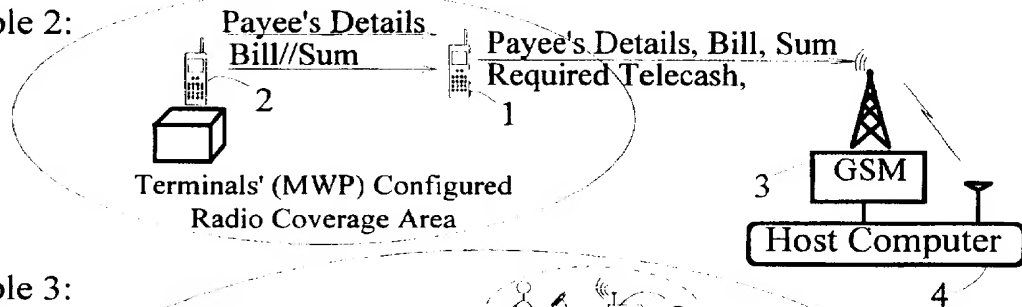 ple 2:
Payee's Details
Bill//Sum
Payee's Details, Bill, Sum
Required Telecash,
2
1
Terminals' (MWP) Configured
Radio Coverage Area
3
GSM
Host Computer
4
ple 3: